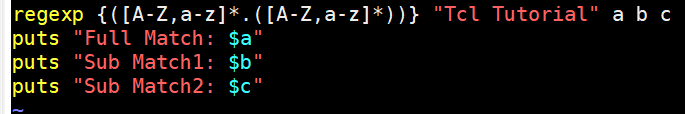 regexp {([A-Z,a-z]*.([A-Z,a-z]*))} "Tcl Tutorial" a b c
puts "Full Match: $a"
puts "Sub Match1: $b"
puts "Sub Match2: $c"
~